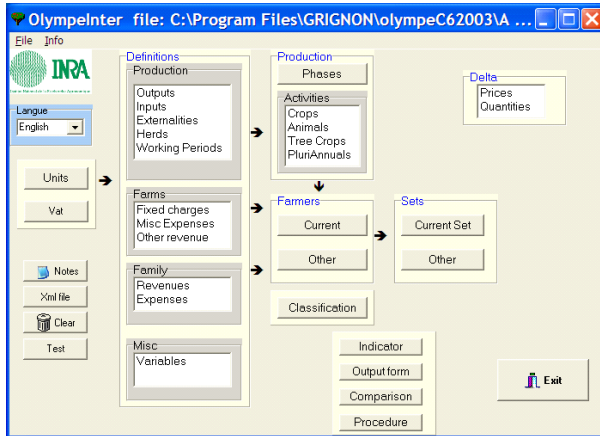 OlympeInter file: C:\Program Files\GRIGNON\olympeC62003\A ...
File Info
INRA
Langue
English
Units
Vat
Notes
Xml file
Clear
Test
Definitions
Production
Outputs
Inputs
Externalities
Herds
Working Periods
Farms
Fixed charges
Misc Expenses
Other revenue
Family
Revenues
Expenses
Misc
Variables
Production
Phases
Activities
Crops
Animals
Tree Crops
PluriAnnuals
Farmers
Current
Other
Classification
Sets
Current Set
Other
Delta
Prices
Quantities
Indicator
Output form
Comparison
Procedure
Exit